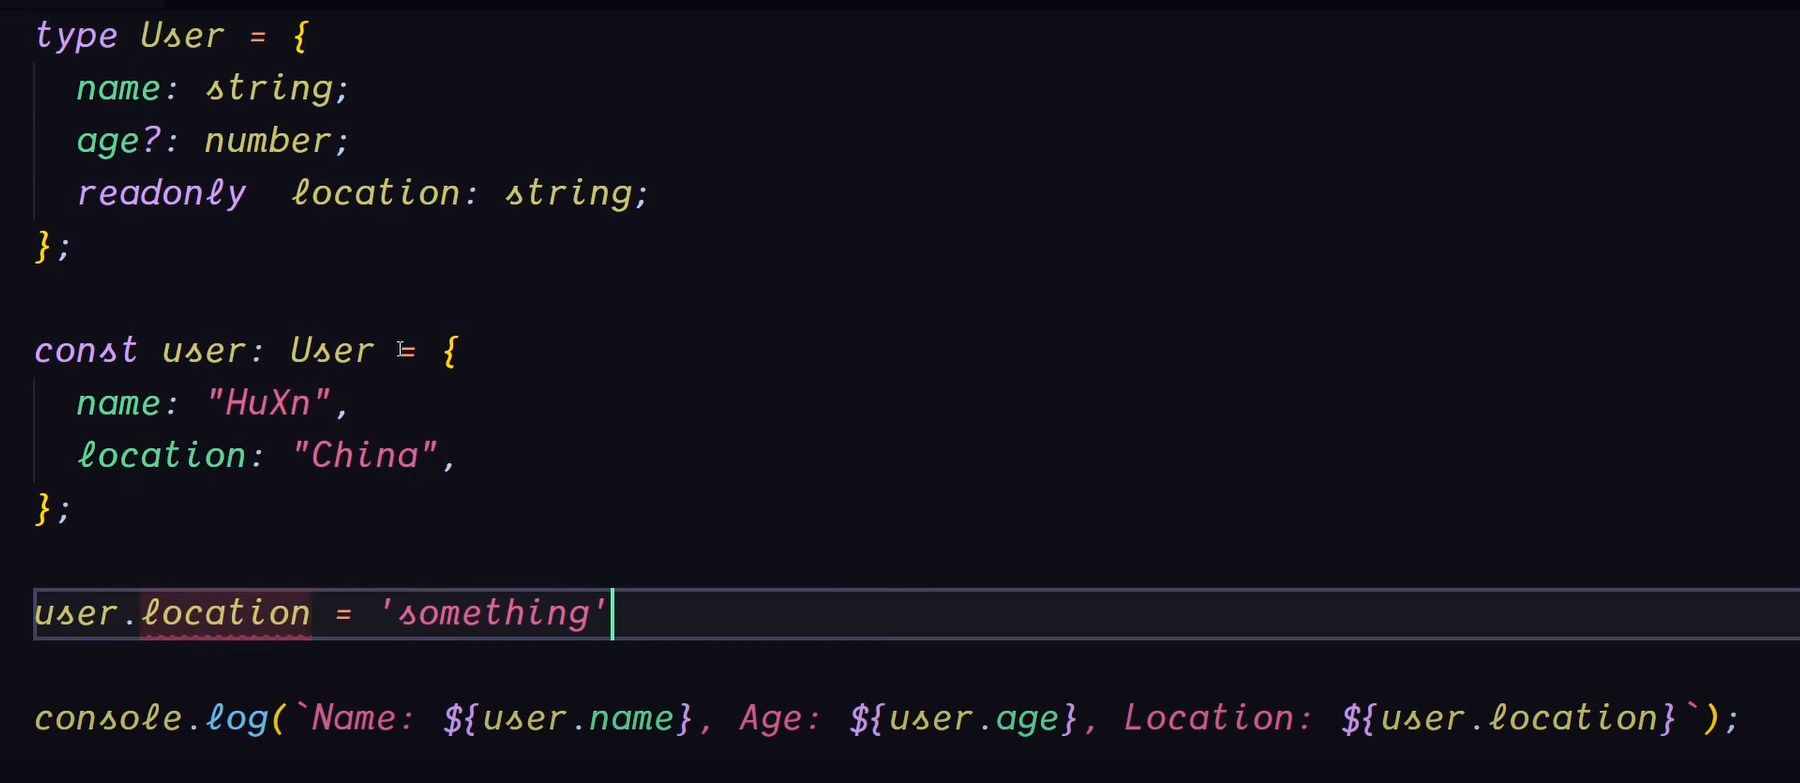 type User = {
name: string;
age?: number;
readonly  location: string;
};
const user: User = {
name: "HuXn",
location: "China",
};
user.location = 'something'
console.log(`Name: ${user.name}, Age: ${user.age}, Location: ${user.location}`);